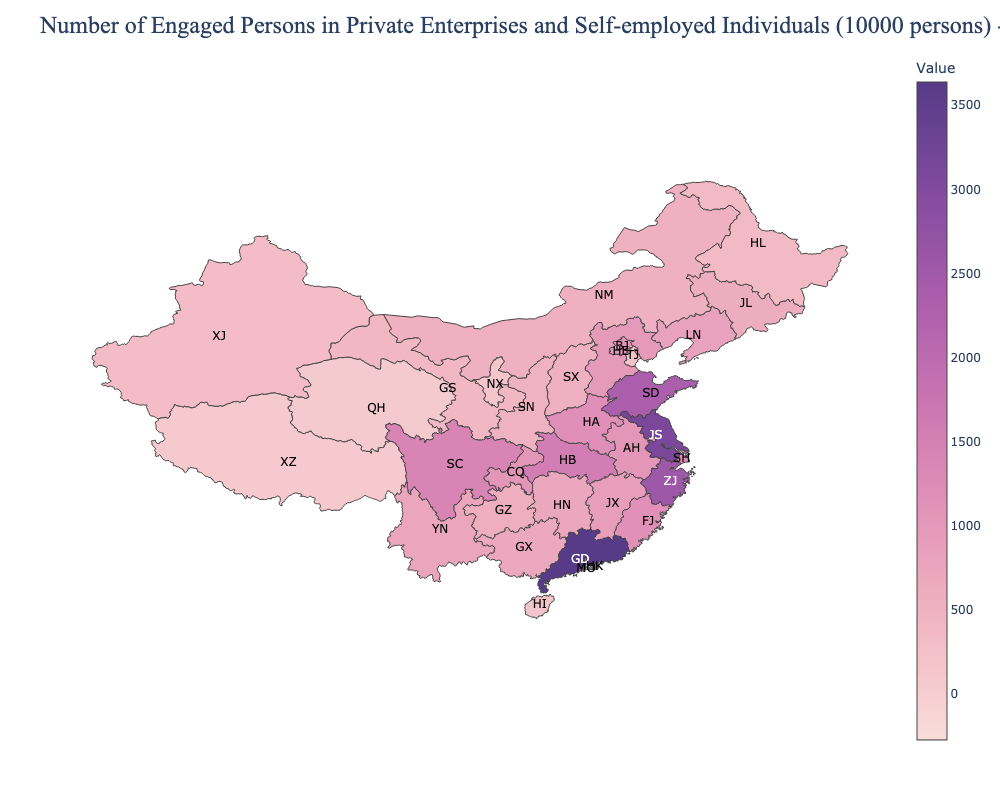 Number of Engaged Persons in Private Enterprises and Self-employed Individuals (10000 persons) -
Value
3500
3000
2500
2000
1500
1000
500
0
HL
NM
JL
XJ
LN
BJ
HE
TJ
SX
NX
GS
SD
QH
SN
HA
JS
AH
SH
XZ
SC
HB
CQ
ZJ
GZ
HN
JX
FJ
YN
GX
GD
HK
MO
HI